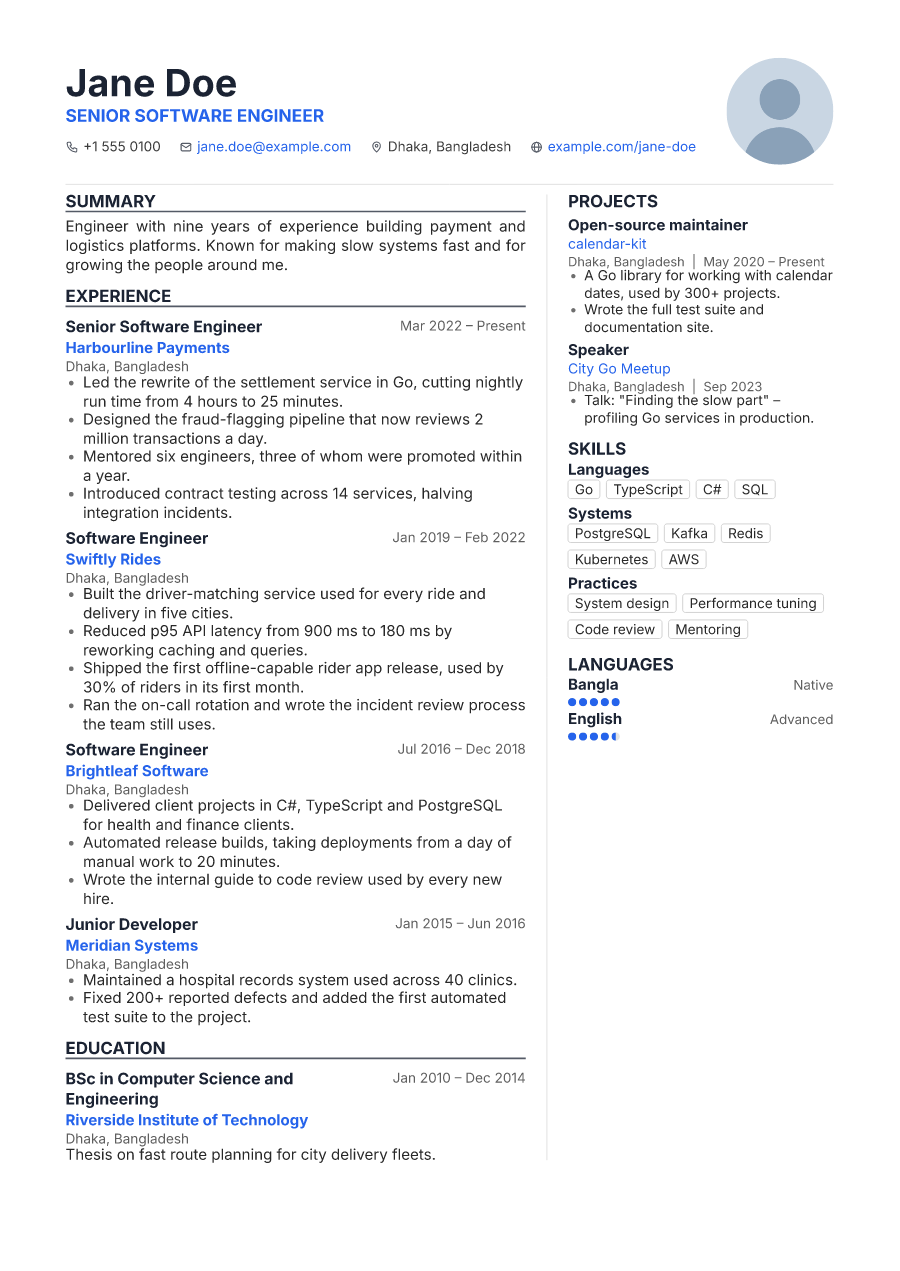 Jane Doe
SENIOR SOFTWARE ENGINEER
+1 555 0100 jane.doe@example.com Dhaka, Bangladesh example.com/jane-doe
SUMMARY
Engineer with nine years of experience building payment and
logistics platforms. Known for making slow systems fast and for
growing the people around me.
EXPERIENCE
Senior Software Engineer Mar 2022 – Present
Harbourline Payments
Dhaka, Bangladesh
• Led the rewrite of the settlement service in Go, cutting nightly
run time from 4 hours to 25 minutes.
• Designed the fraud-flagging pipeline that now reviews 2
million transactions a day.
• Mentored six engineers, three of whom were promoted within
a year.
• Introduced contract testing across 14 services, halving
integration incidents.
Software Engineer Jan 2019 – Feb 2022
Swiftly Rides
Dhaka, Bangladesh
• Built the driver-matching service used for every ride and
delivery in five cities.
• Reduced p95 API latency from 900 ms to 180 ms by
reworking caching and queries.
• Shipped the first offline-capable rider app release, used by
30% of riders in its first month.
• Ran the on-call rotation and wrote the incident review process
the team still uses.
Software Engineer Jul 2016 – Dec 2018
Brightleaf Software
Dhaka, Bangladesh
• Delivered client projects in C#, TypeScript and PostgreSQL
for health and finance clients.
• Automated release builds, taking deployments from a day of
manual work to 20 minutes.
• Wrote the internal guide to code review used by every new
hire.
Junior Developer Jan 2015 – Jun 2016
Meridian Systems
Dhaka, Bangladesh
• Maintained a hospital records system used across 40 clinics.
• Fixed 200+ reported defects and added the first automated
test suite to the project.
EDUCATION
BSc in Computer Science and Jan 2010 – Dec 2014
Engineering
Riverside Institute of Technology
Dhaka, Bangladesh
Thesis on fast route planning for city delivery fleets.
PROJECTS
Open-source maintainer
calendar-kit
Dhaka, Bangladesh | May 2020 – Present
• A Go library for working with calendar
dates, used by 300+ projects.
• Wrote the full test suite and
documentation site.
Speaker
City Go Meetup
Dhaka, Bangladesh | Sep 2023
• Talk: "Finding the slow part" –
profiling Go services in production.
SKILLS
Languages
Go TypeScript C# SQL
Systems
PostgreSQL Kafka Redis
Kubernetes AWS
Practices
System design Performance tuning
Code review Mentoring
LANGUAGES
Bangla Native
English Advanced